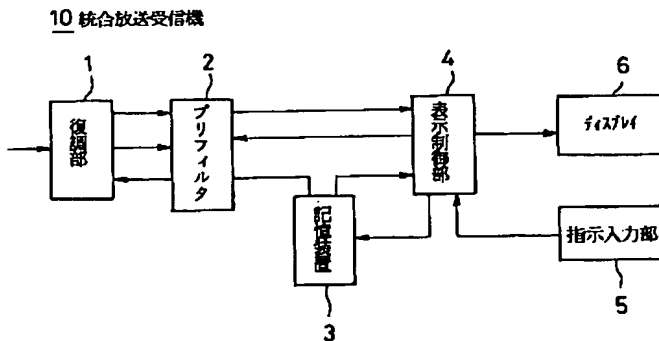 10 統合放送受信機
1
2
4
6
復調部
プリフィルタ
表示制御部
ディスプレイ
記憶装置
指示入力部
3
5